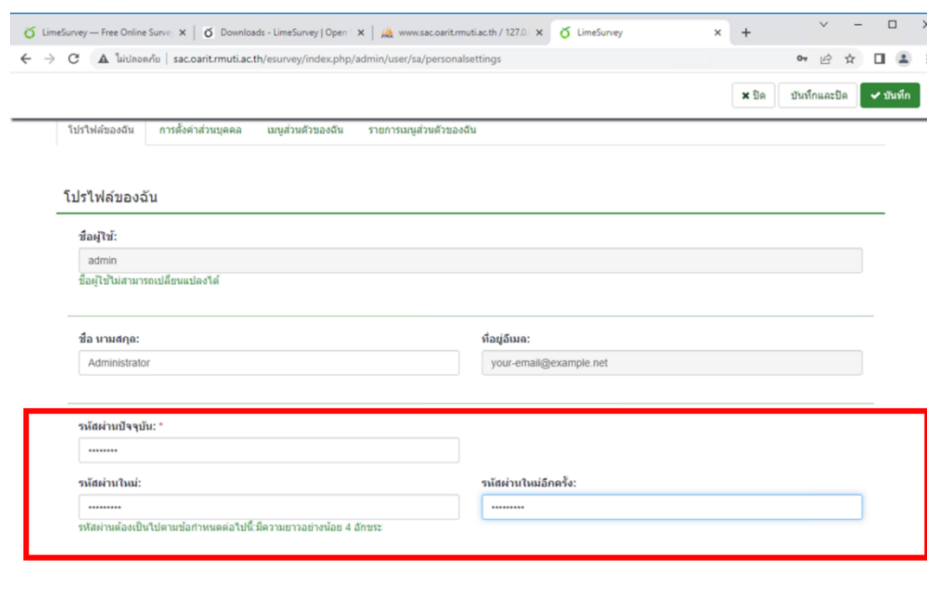 LimeSurvey — Free Online Surve
Downloads - LimeSurvey | Open
www.sac.oarit.rmuti.ac.th / 127.0.
LimeSurvey
ไม่ปลอดภัย | sac.oarit.rmuti.ac.th/esurvey/index.php/admin/user/sa/personalsettings
ปิด บันทึกและปิด บันทึก
โปรไฟล์ของฉัน การตั้งค่าส่วนบุคคล เมนูส่วนตัวของฉัน รายการเมนูส่วนตัวของฉัน
โปรไฟล์ของฉัน
ชื่อผู้ใช้:
admin
ชื่อผู้ใช้ไม่สามารถเปลี่ยนแปลงได้
ชื่อ นามสกุล: ที่อยู่อีเมล:
Administrator your-email@example.net
รหัสผ่านปัจจุบัน: *
••••••••
รหัสผ่านใหม่: รหัสผ่านใหม่อีกครั้ง:
••••••••• •••••••••
รหัสผ่านต้องเป็นไปตามข้อกำหนดต่อไปนี้ มีความยาวอย่างน้อย 4 อักขระ